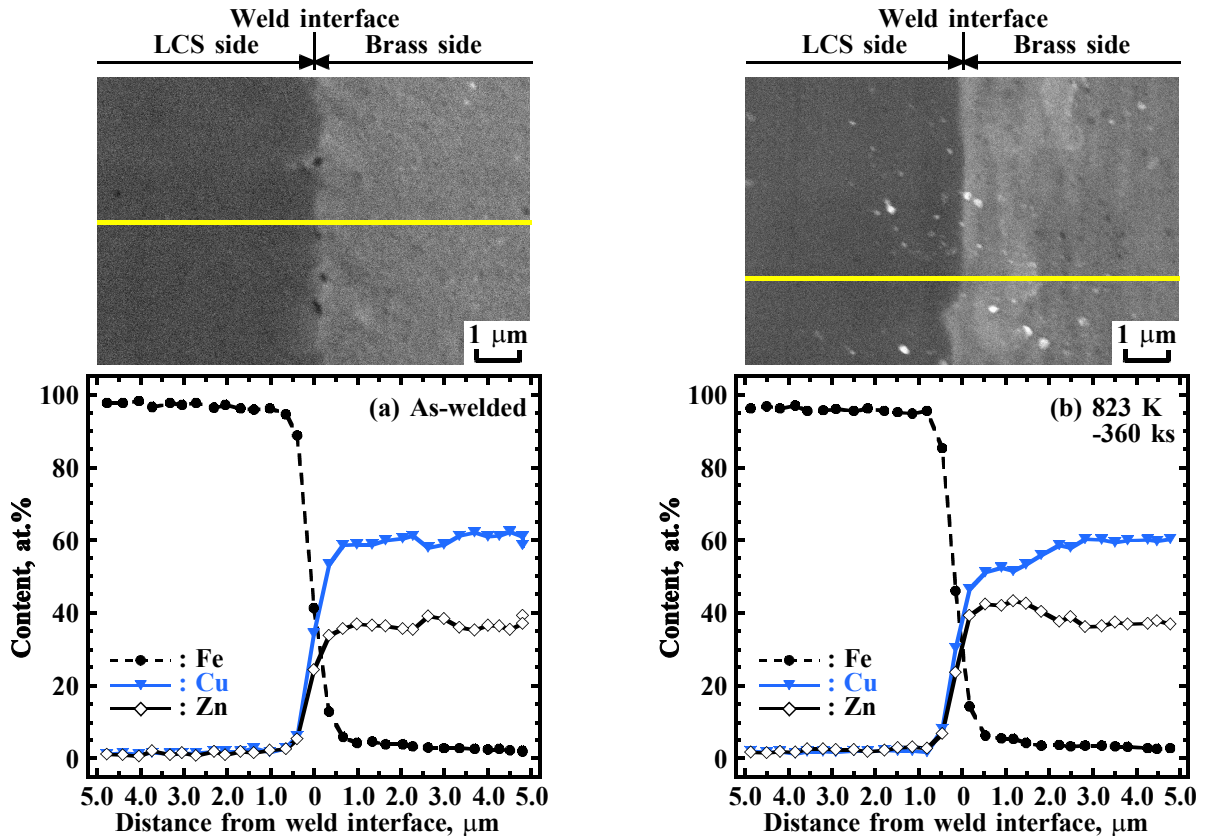 Weld interface
LCS side Brass side
1 μm
100
80
60
40
20
0
Content, at.%
(a) As-welded
: Fe
: Cu
: Zn
5.0 4.0 3.0 2.0 1.0 0 1.0 2.0 3.0 4.0 5.0
Distance from weld interface, μm
Weld interface
LCS side Brass side
1 μm
100
80
60
40
20
0
Content, at.%
(b) 823 K
-360 ks
: Fe
: Cu
: Zn
5.0 4.0 3.0 2.0 1.0 0 1.0 2.0 3.0 4.0 5.0
Distance from weld interface, μm